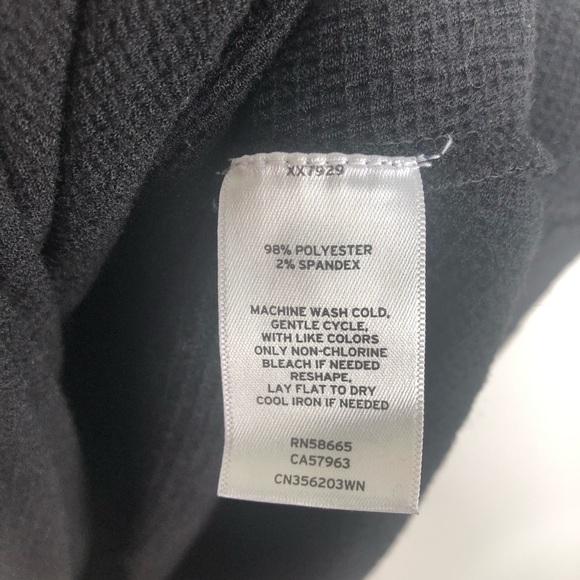 XX7929
98% POLYESTER
2% SPANDEX
MACHINE WASH COLD,
GENTLE CYCLE,
WITH LIKE COLORS
ONLY NON-CHLORINE
BLEACH IF NEEDED
RESHAPE,
LAY FLAT TO DRY
COOL IRON IF NEEDED
RN58665
CA57963
CN356203WN